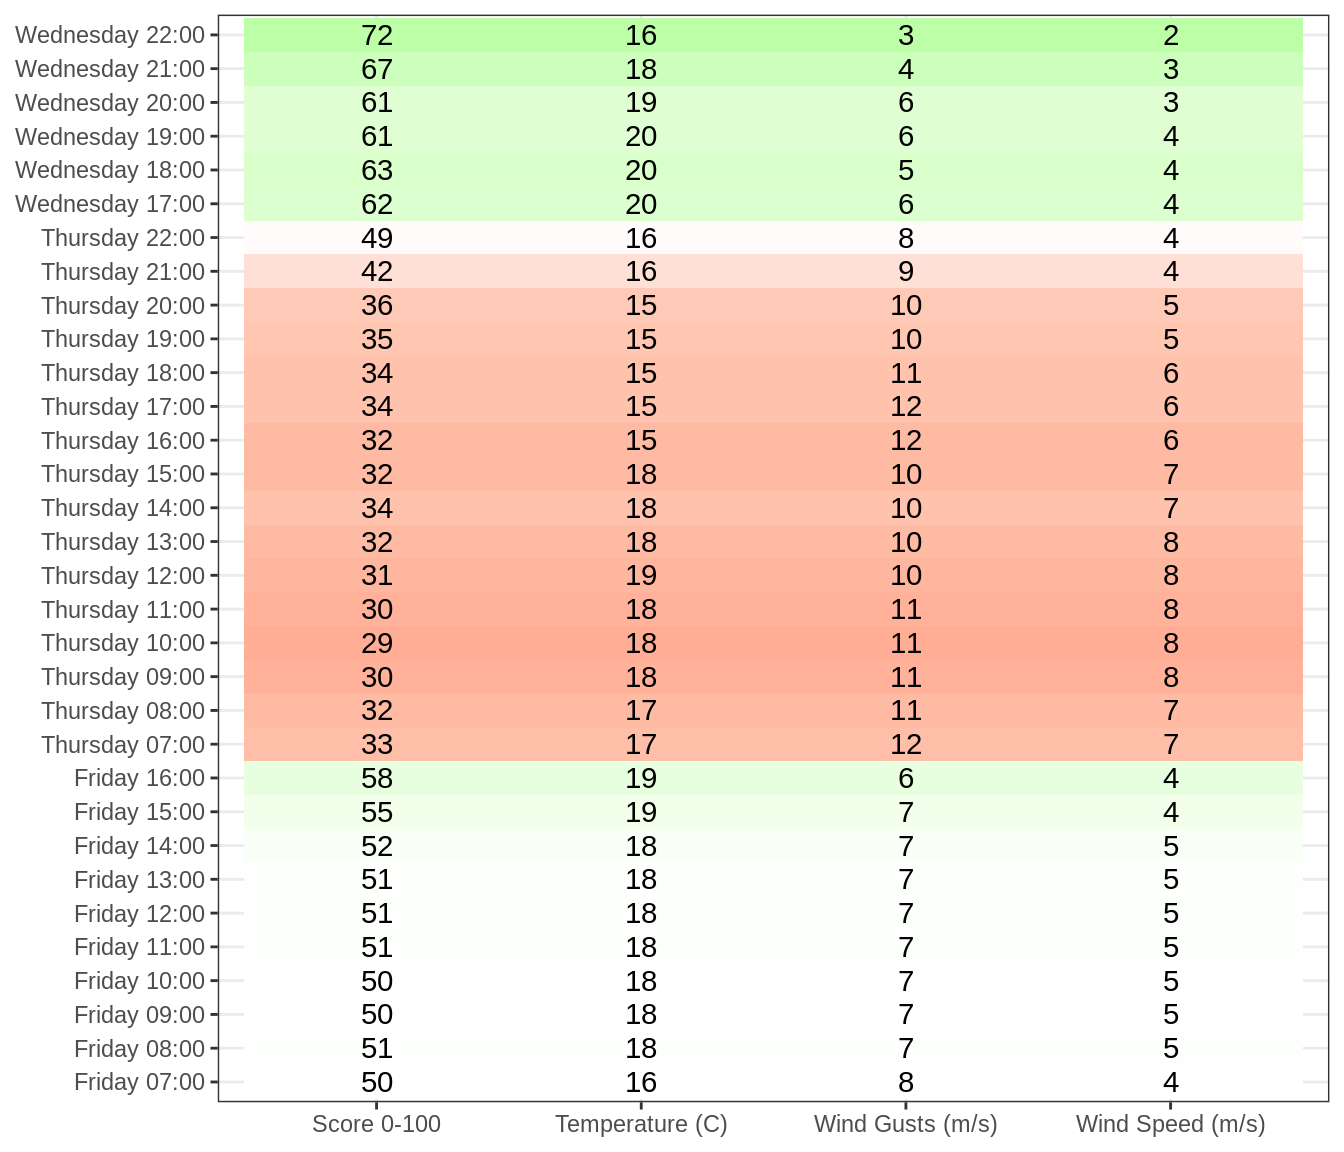 Wednesday 22:00 72 16 3 2
Wednesday 21:00 67 18 4 3
Wednesday 20:00 61 19 6 3
Wednesday 19:00 61 20 6 4
Wednesday 18:00 63 20 5 4
Wednesday 17:00 62 20 6 4
Thursday 22:00 49 16 8 4
Thursday 21:00 42 16 9 4
Thursday 20:00 36 15 10 5
Thursday 19:00 35 15 10 5
Thursday 18:00 34 15 11 6
Thursday 17:00 34 15 12 6
Thursday 16:00 32 15 12 6
Thursday 15:00 32 18 10 7
Thursday 14:00 34 18 10 7
Thursday 13:00 32 18 10 8
Thursday 12:00 31 19 10 8
Thursday 11:00 30 18 11 8
Thursday 10:00 29 18 11 8
Thursday 09:00 30 18 11 8
Thursday 08:00 32 17 11 7
Thursday 07:00 33 17 12 7
Friday 16:00 58 19 6 4
Friday 15:00 55 19 7 4
Friday 14:00 52 18 7 5
Friday 13:00 51 18 7 5
Friday 12:00 51 18 7 5
Friday 11:00 51 18 7 5
Friday 10:00 50 18 7 5
Friday 09:00 50 18 7 5
Friday 08:00 51 18 7 5
Friday 07:00 50 16 8 4
Score 0-100 Temperature (C) Wind Gusts (m/s) Wind Speed (m/s)